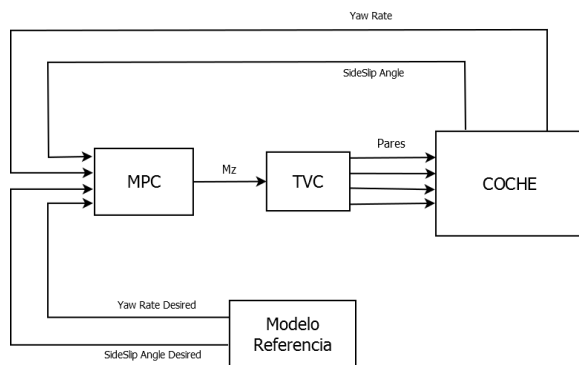 Yaw Rate
SideSlip Angle
Pares
MPC
Mz
TVC
COCHE
Yaw Rate Desired
Modelo
Referencia
SideSlip Angle Desired